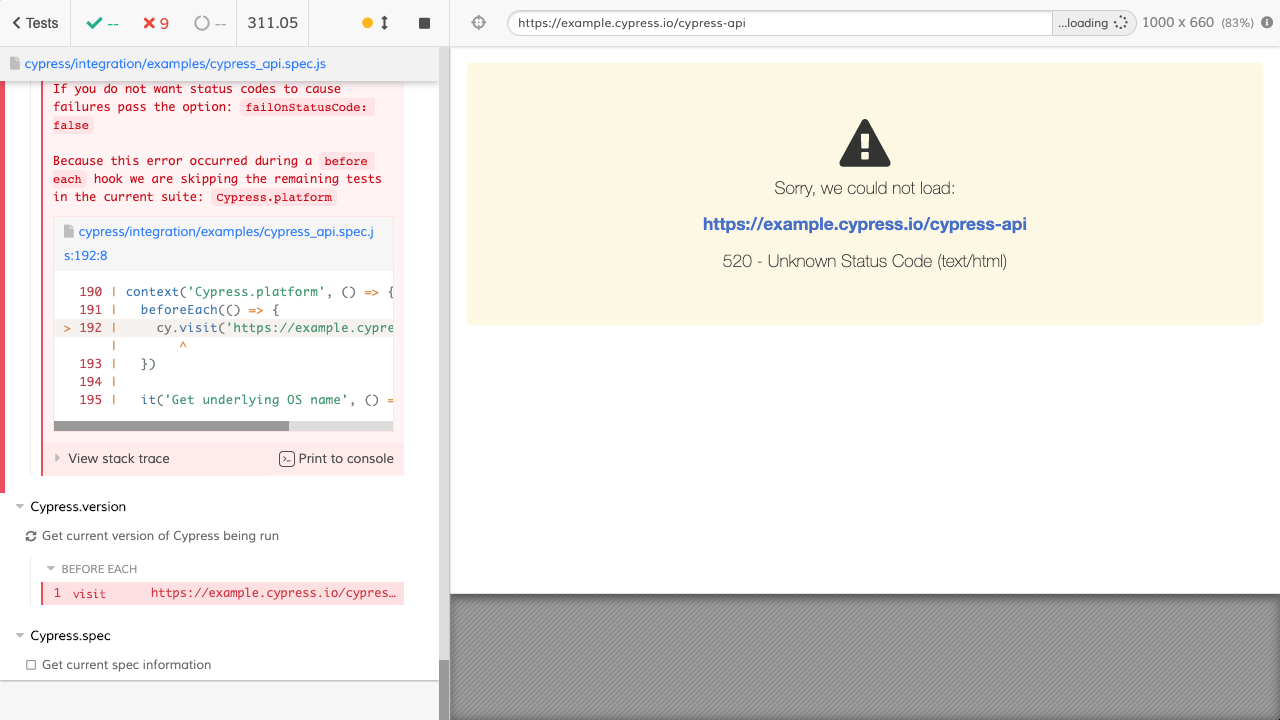 Tests
--
9
--
311.05
https://example.cypress.io/cypress-api
...loading
1000 x 660 (83%)
cypress/integration/examples/cypress_api.spec.js
If you do not want status codes to cause
failures pass the option: failOnStatusCode:
false
Because this error occurred during a before
each hook we are skipping the remaining tests
in the current suite: Cypress.platform
cypress/integration/examples/cypress_api.spec.j
s:192:8
190 | context('Cypress.platform', () => {
191 | beforeEach(() => {
> 192 | cy.visit('https://example.cypre
| ^
193 | })
194 |
195 | it('Get underlying OS name', () =
View stack trace
Print to console
Cypress.version
Get current version of Cypress being run
BEFORE EACH
1 visit https://example.cypress.io/cypres…
Cypress.spec
Get current spec information
Sorry, we could not load:
https://example.cypress.io/cypress-api
520 - Unknown Status Code (text/html)